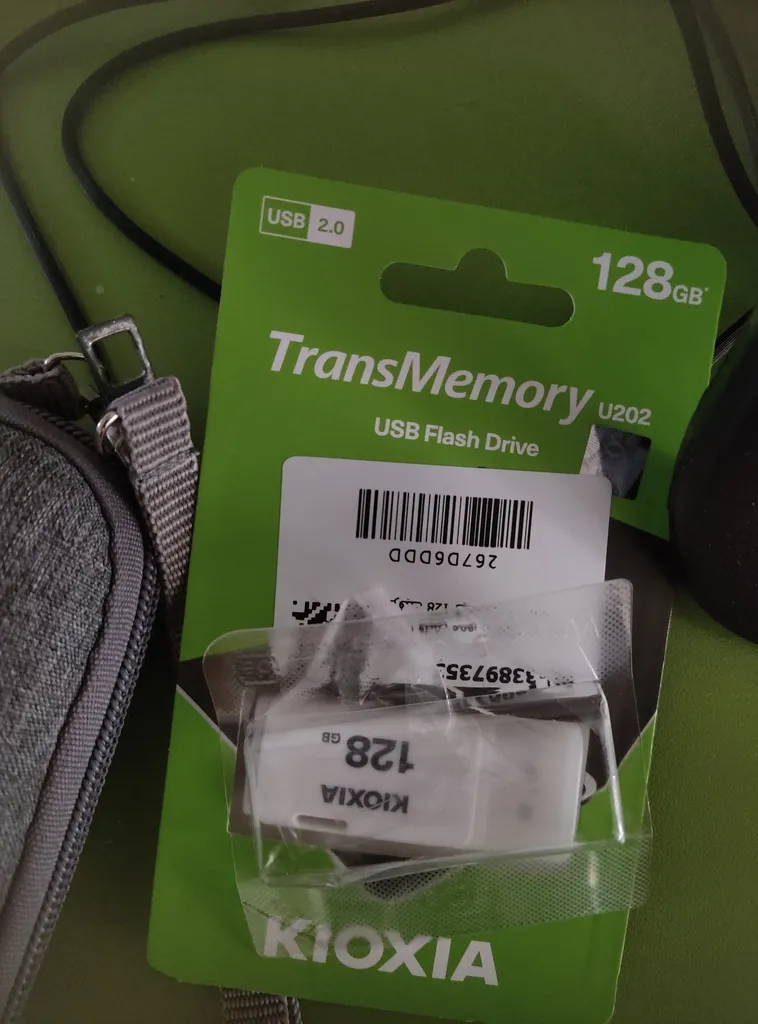 USB 2.0
128GB*
TransMemory U202
USB Flash Drive
267D6DDD
128 GB
KIOXIA
KIOXIA